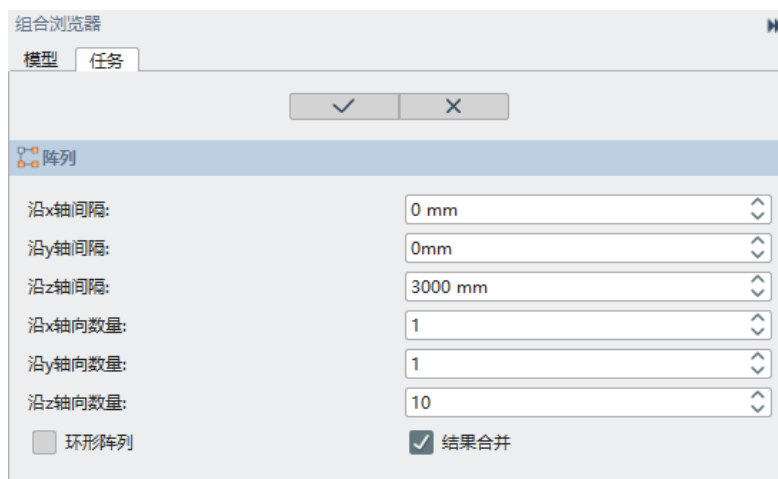 组合浏览器
模型 任务
阵列
沿x轴间隔: 0 mm
沿y轴间隔: 0mm
沿z轴间隔: 3000 mm
沿x轴向数量: 1
沿y轴向数量: 1
沿z轴向数量: 10
环形阵列 结果合并